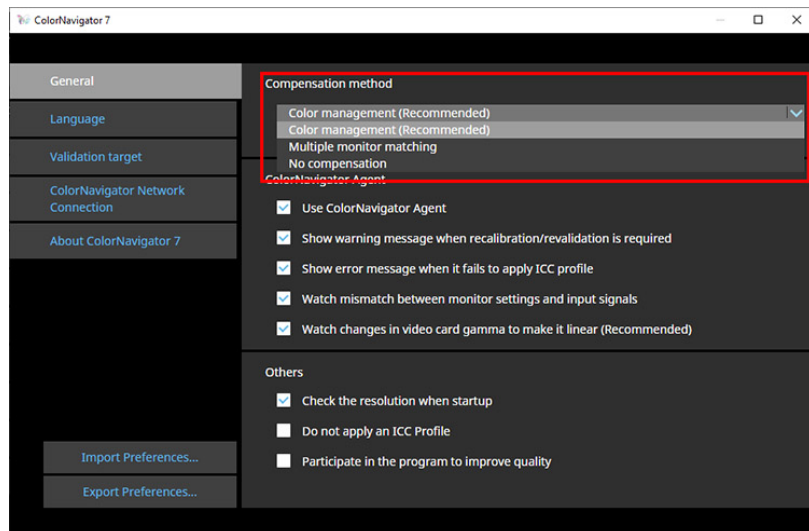 ColorNavigator 7
General
Language
Validation target
ColorNavigator Network
Connection
About ColorNavigator 7
Import Preferences...
Export Preferences...
Compensation method
Color management (Recommended)
Color management (Recommended)
Multiple monitor matching
No compensation
ColorNavigator Agent
Use ColorNavigator Agent
Show warning message when recalibration/revalidation is required
Show error message when it fails to apply ICC profile
Watch mismatch between monitor settings and input signals
Watch changes in video card gamma to make it linear (Recommended)
Others
Check the resolution when startup
Do not apply an ICC Profile
Participate in the program to improve quality